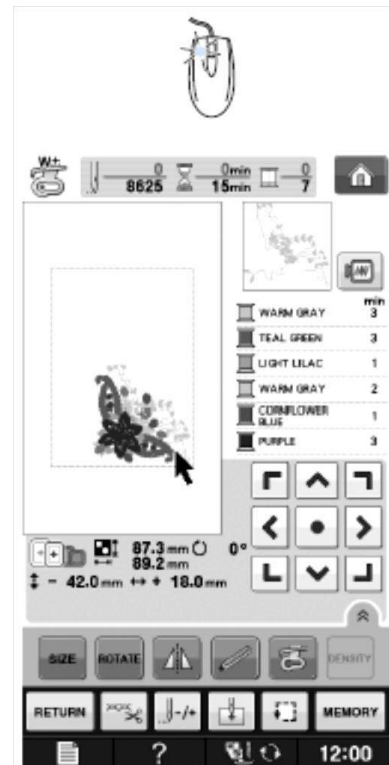 W+
0 0min 0
8625 15min 7
min
WARM GRAY 3
TEAL GREEN 3
LIGHT LILAC 1
WARM GRAY 2
CORNFLOWER
BLUE 1
PURPLE 3
87.3 mm 0°
89.2 mm
- 42.0 mm + 18.0 mm
SIZE ROTATE DENSITY
RETURN -/+ MEMORY
? 12:00